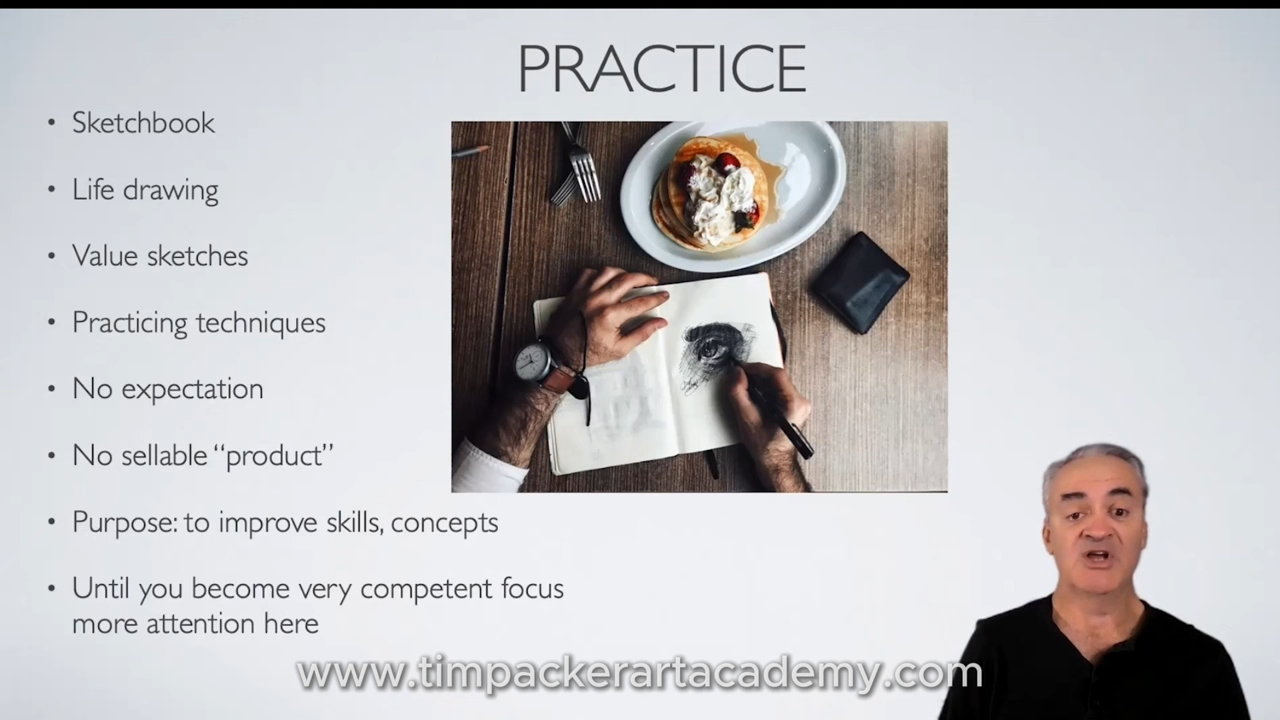 PRACTICE
• Sketchbook
• Life drawing
• Value sketches
• Practicing techniques
• No expectation
• No sellable “product”
• Purpose: to improve skills, concepts
• Until you become very competent focus
more attention here
www.timpackerartacademy.com